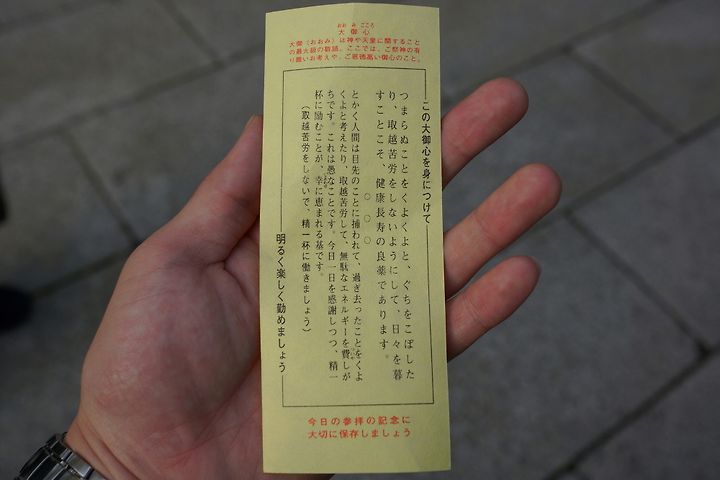 おおみごころ
大御心
大御(おおみ)は神や天皇に関すること
の最大級の敬語。ここでは、ご祭神の有
り難いお考えや、ご恩徳高い御心のこと。
この大御心を身につけて
つまらぬことをくよくよと、ぐちをこぼした
り、取越苦労をしないようにして、日々を暮
すことこそ、健康長寿の良薬であります。
○○○
とかく人間は目先のことに捕われて、過ぎ去ったことをくよ
くよと考えたり、取越苦労して、無駄なエネルギーを費しが
ちです。これは愚なことです。今日一日を感謝しつつ、精一
杯に励むことが、幸に恵まれる基です。
(取越苦労をしないで、精一杯に働きましょう)
明るく楽しく勤めましょう
今日の参拝の記念に
大切に保存しましょう